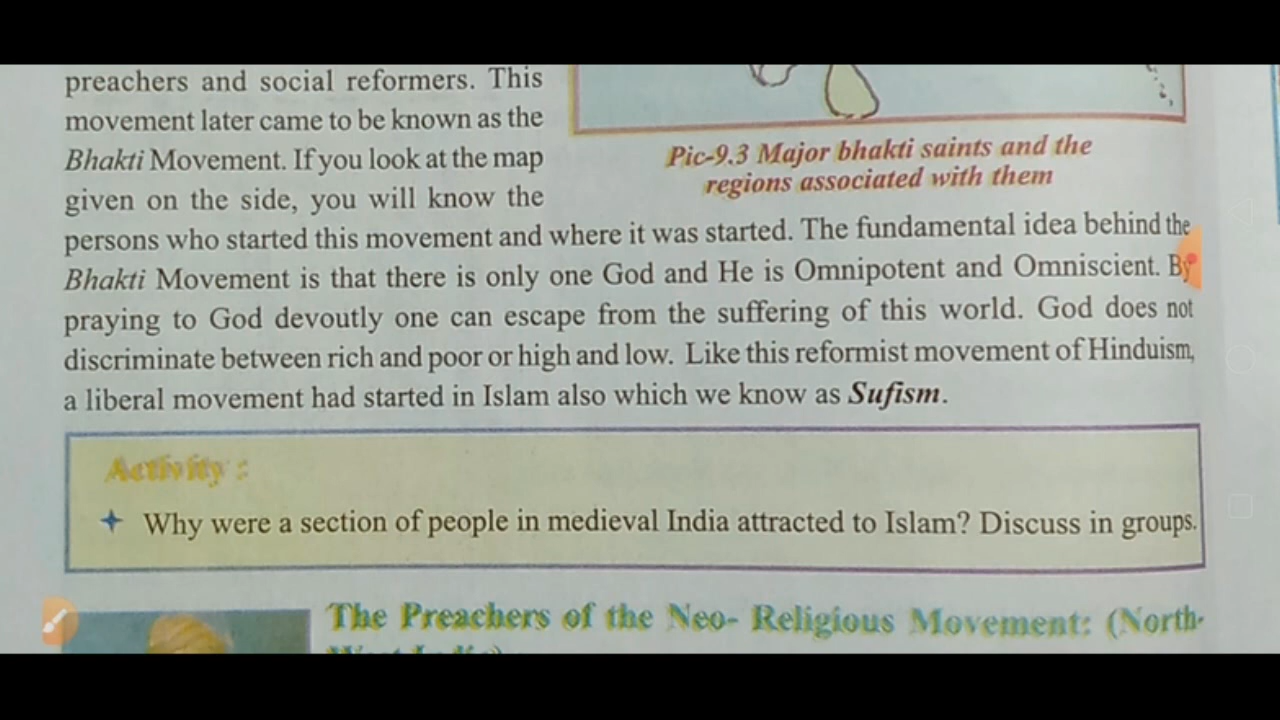 preachers and social reformers. This
movement later came to be known as the
Bhakti Movement. If you look at the map
given on the side, you will know the
Pic-9.3 Major bhakti saints and the
regions associated with them
persons who started this movement and where it was started. The fundamental idea behind the
Bhakti Movement is that there is only one God and He is Omnipotent and Omniscient. By
praying to God devoutly one can escape from the suffering of this world. God does not
discriminate between rich and poor or high and low. Like this reformist movement of Hinduism,
a liberal movement had started in Islam also which we know as Sufism.
Activity :
Why were a section of people in medieval India attracted to Islam? Discuss in groups.
The Preachers of the Neo- Religious Movement: (North-